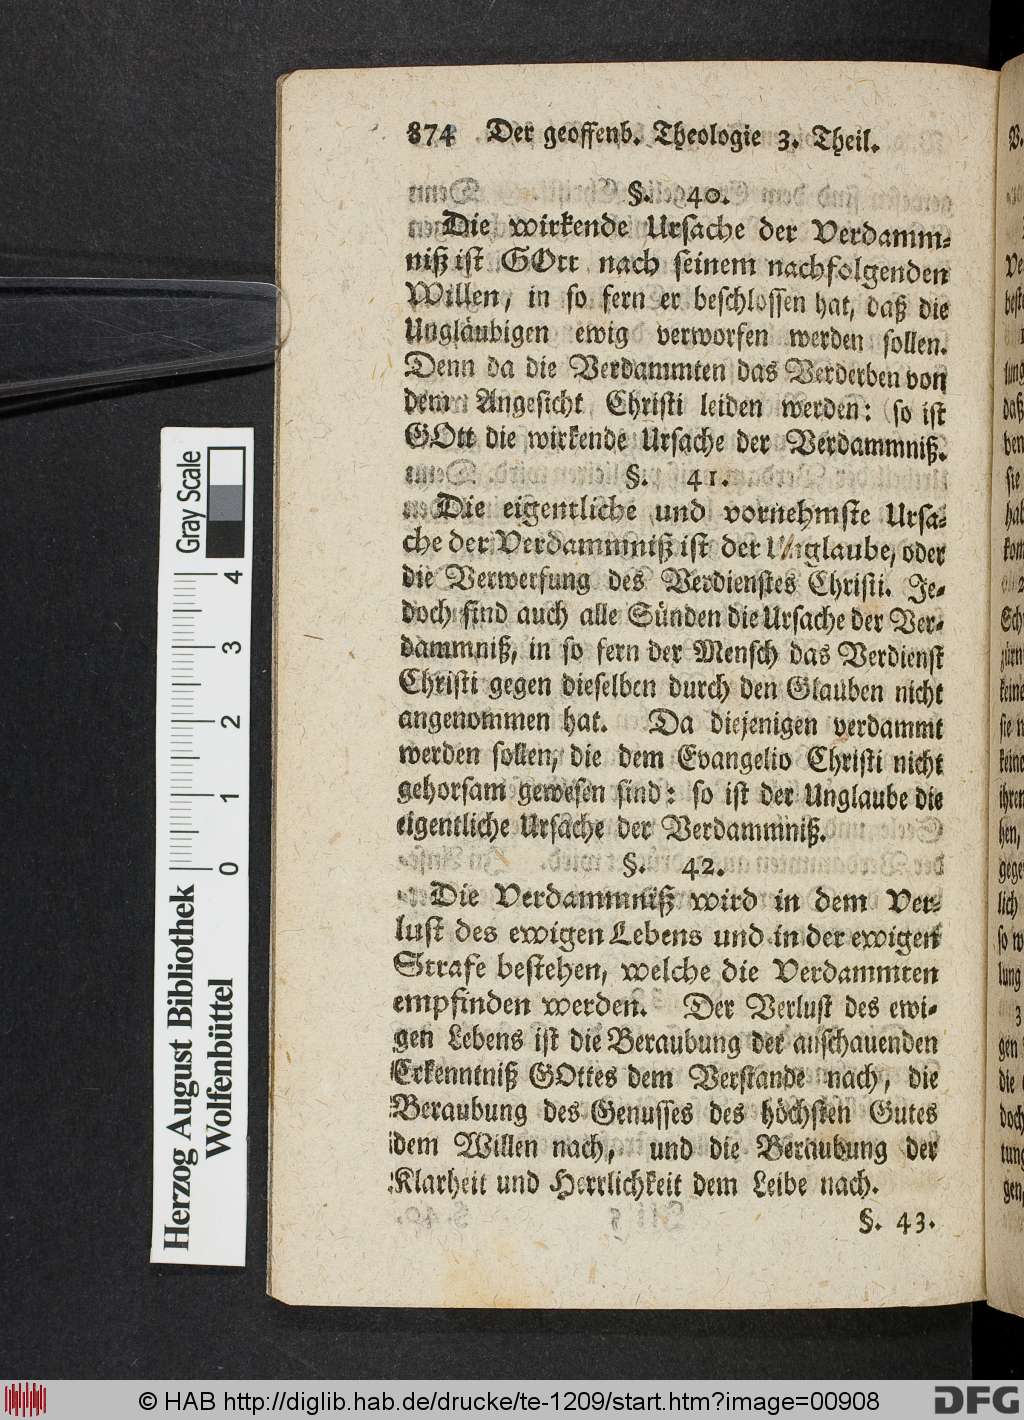 874 Der geoffenb. Theologie 3. Theil.
§. 40.
Die wirkende Ursache der Verdamm-
niß ist GOtt nach seinem nachfolgenden
Willen, in so fern er beschlossen hat, daß die
Ungläubigen ewig verworfen werden sollen.
Denn da die Verdammten das Verderben von
dem Angesicht Christi leiden werden: so ist
GOtt die wirkende Ursache der Verdammniß.
§. 41.
Die eigentliche und vornehmste Ursa-
che der Verdammniß ist der Unglaube, oder
die Verwerfung des Verdienstes Christi. Je-
doch sind auch alle Sünden die Ursache der Ver-
dammniß, in so fern der Mensch das Verdienst
Christi gegen dieselben durch den Glauben nicht
angenommen hat. Da diejenigen verdammt
werden sollen, die dem Evangelio Christi nicht
gehorsam gewesen sind: so ist der Unglaube die
eigentliche Ursache der Verdammniß.
§. 42.
Die Verdammniß wird in dem Ver-
lust des ewigen Lebens und in der ewigen
Strafe bestehen, welche die Verdammten
empfinden werden. Der Verlust des ewi-
gen Lebens ist die Beraubung der anschauenden
Erkenntniß GOttes dem Verstande nach, die
Beraubung des Genusses des höchsten Gutes
dem Willen nach, und die Beraubung der
Klarheit und Herrlichkeit dem Leibe nach.
§. 43.
Herzog August Bibliothek
Wolfenbüttel
0 1 2 3 4
Gray Scale
© HAB http://diglib.hab.de/drucke/te-1209/start.htm?image=00908
DFG